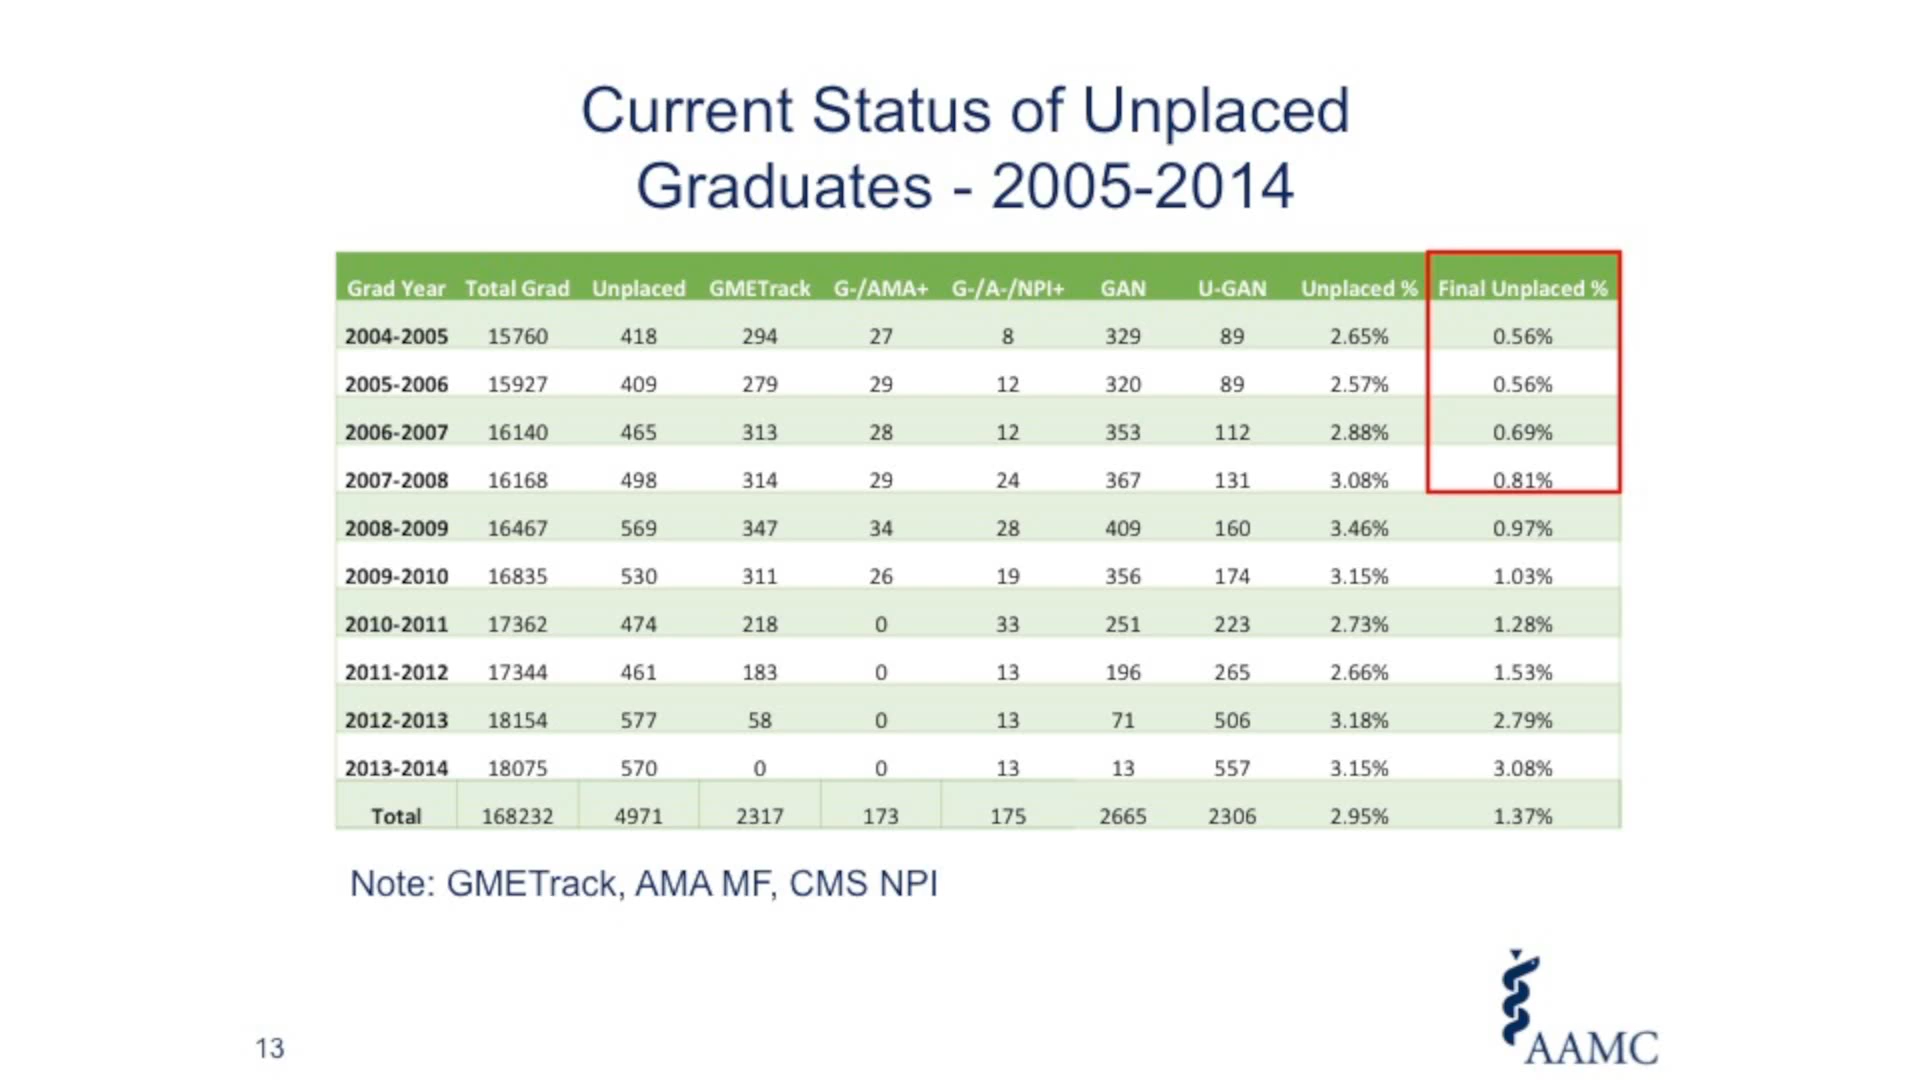 Current Status of Unplaced
Graduates - 2005-2014
Grad Year Total Grad Unplaced GMETrack G-/AMA+ G-/A-/NPI+ GAN U-GAN Unplaced % Final Unplaced %
2004-2005 15760 418 294 27 8 329 89 2.65% 0.56%
2005-2006 15927 409 279 29 12 320 89 2.57% 0.56%
2006-2007 16140 465 313 28 12 353 112 2.88% 0.69%
2007-2008 16168 498 314 29 24 367 131 3.08% 0.81%
2008-2009 16467 569 347 34 28 409 160 3.46% 0.97%
2009-2010 16835 530 311 26 19 356 174 3.15% 1.03%
2010-2011 17362 474 218 0 33 251 223 2.73% 1.28%
2011-2012 17344 461 183 0 13 196 265 2.66% 1.53%
2012-2013 18154 577 58 0 13 71 506 3.18% 2.79%
2013-2014 18075 570 0 0 13 13 557 3.15% 3.08%
Total 168232 4971 2317 173 175 2665 2306 2.95% 1.37%
Note: GMETrack, AMA MF, CMS NPI
13
AAMC